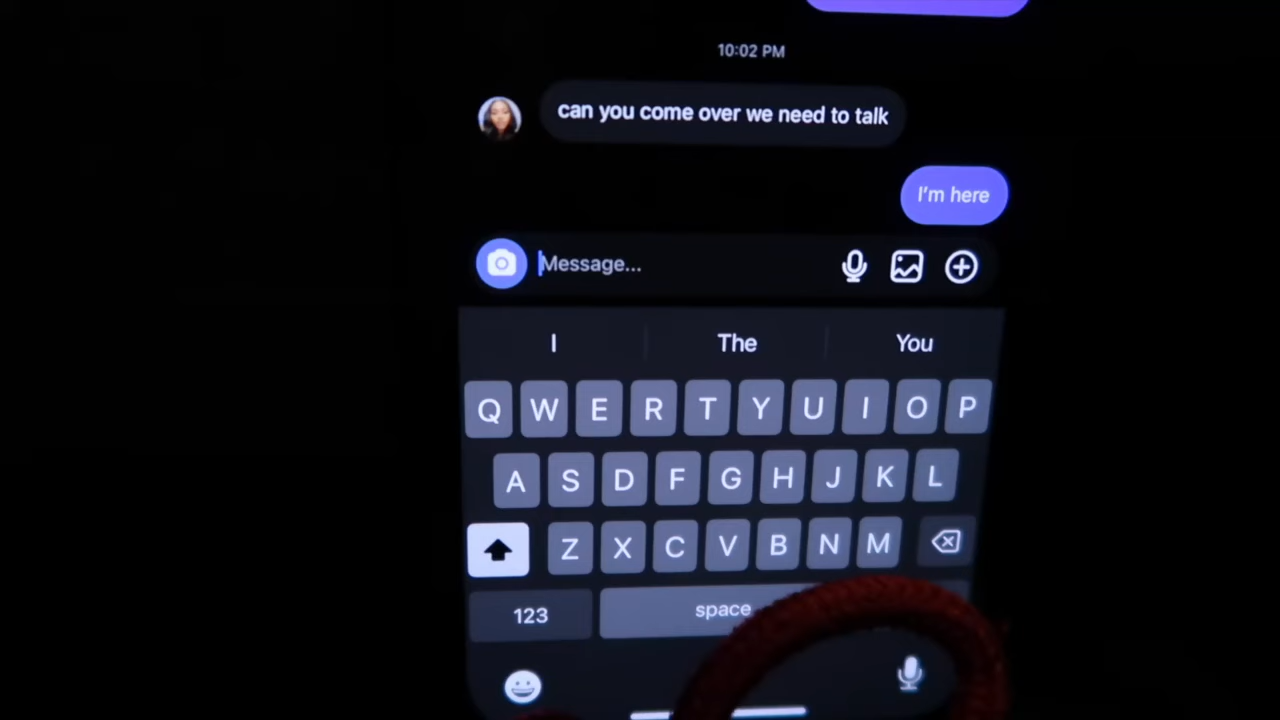 10:02 PM
can you come over we need to talk
I'm here
Message...
I The You
Q W E R T Y U I O P
A S D F G H J K L
Z X C V B N M
123 space